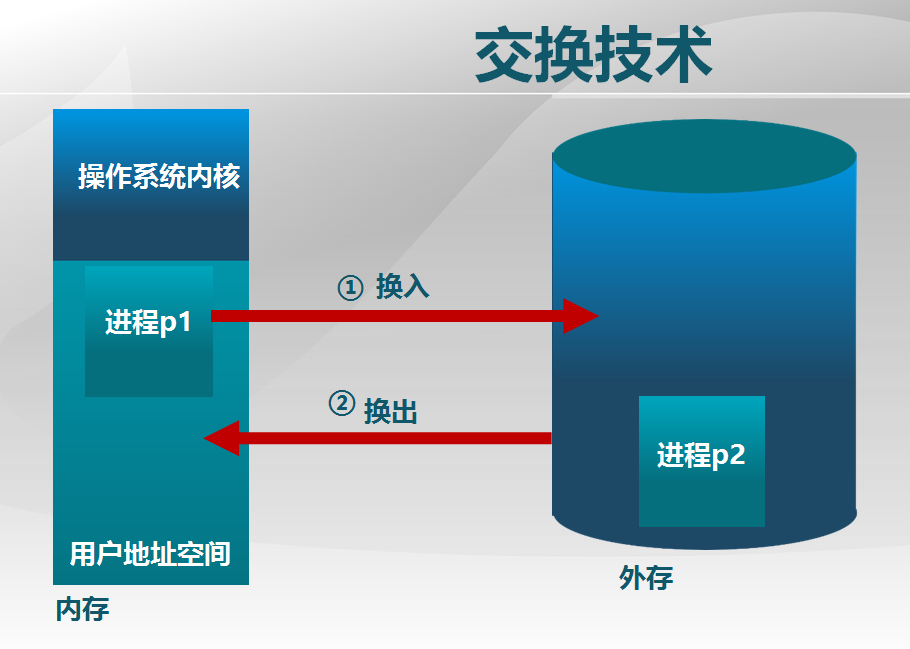 交换技术
操作系统内核
进程p1
① 换入
② 换出
进程p2
用户地址空间
内存
外存